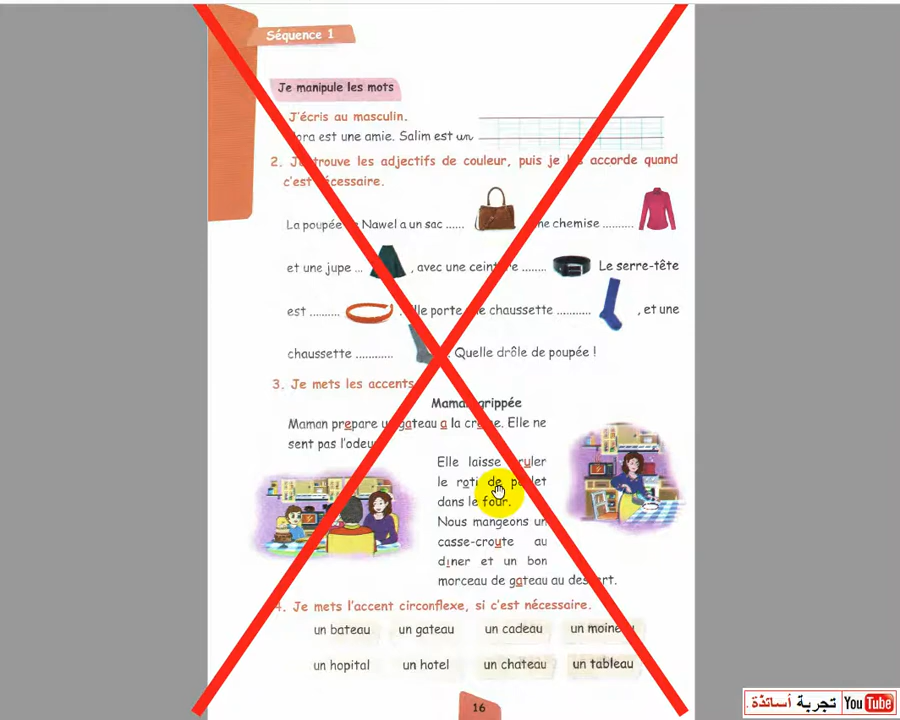 Séquence 1
Je manipule les mots
J'écris au masculin.
est une amie. Salim est un
2. trouve les adjectifs de couleur, puis je accorde quand
c'est nécessaire.
La poupée Nawel a un sac ...... chemise ..........
et une jupe ... , avec une ceinture ........ Le serre-tête
est .......... porte chaussette ........... , et une
chaussette ............ . Quelle drôle de poupée !
3. Je mets les accents
Maman grippée
Maman prepare un gateau a la creme. Elle ne
sent pas l'odeur
Elle laisse bruler
le roti de poulet
dans le four.
Nous mangeons un
casse-croute au
diner et un bon
morceau de gateau au dessert.
4. Je mets l'accent circonflexe, si c'est nécessaire.
un bateau un gateau un cadeau un moineau
un hopital un hotel un chateau un tableau
16
تجربة أساتذة . YouTube